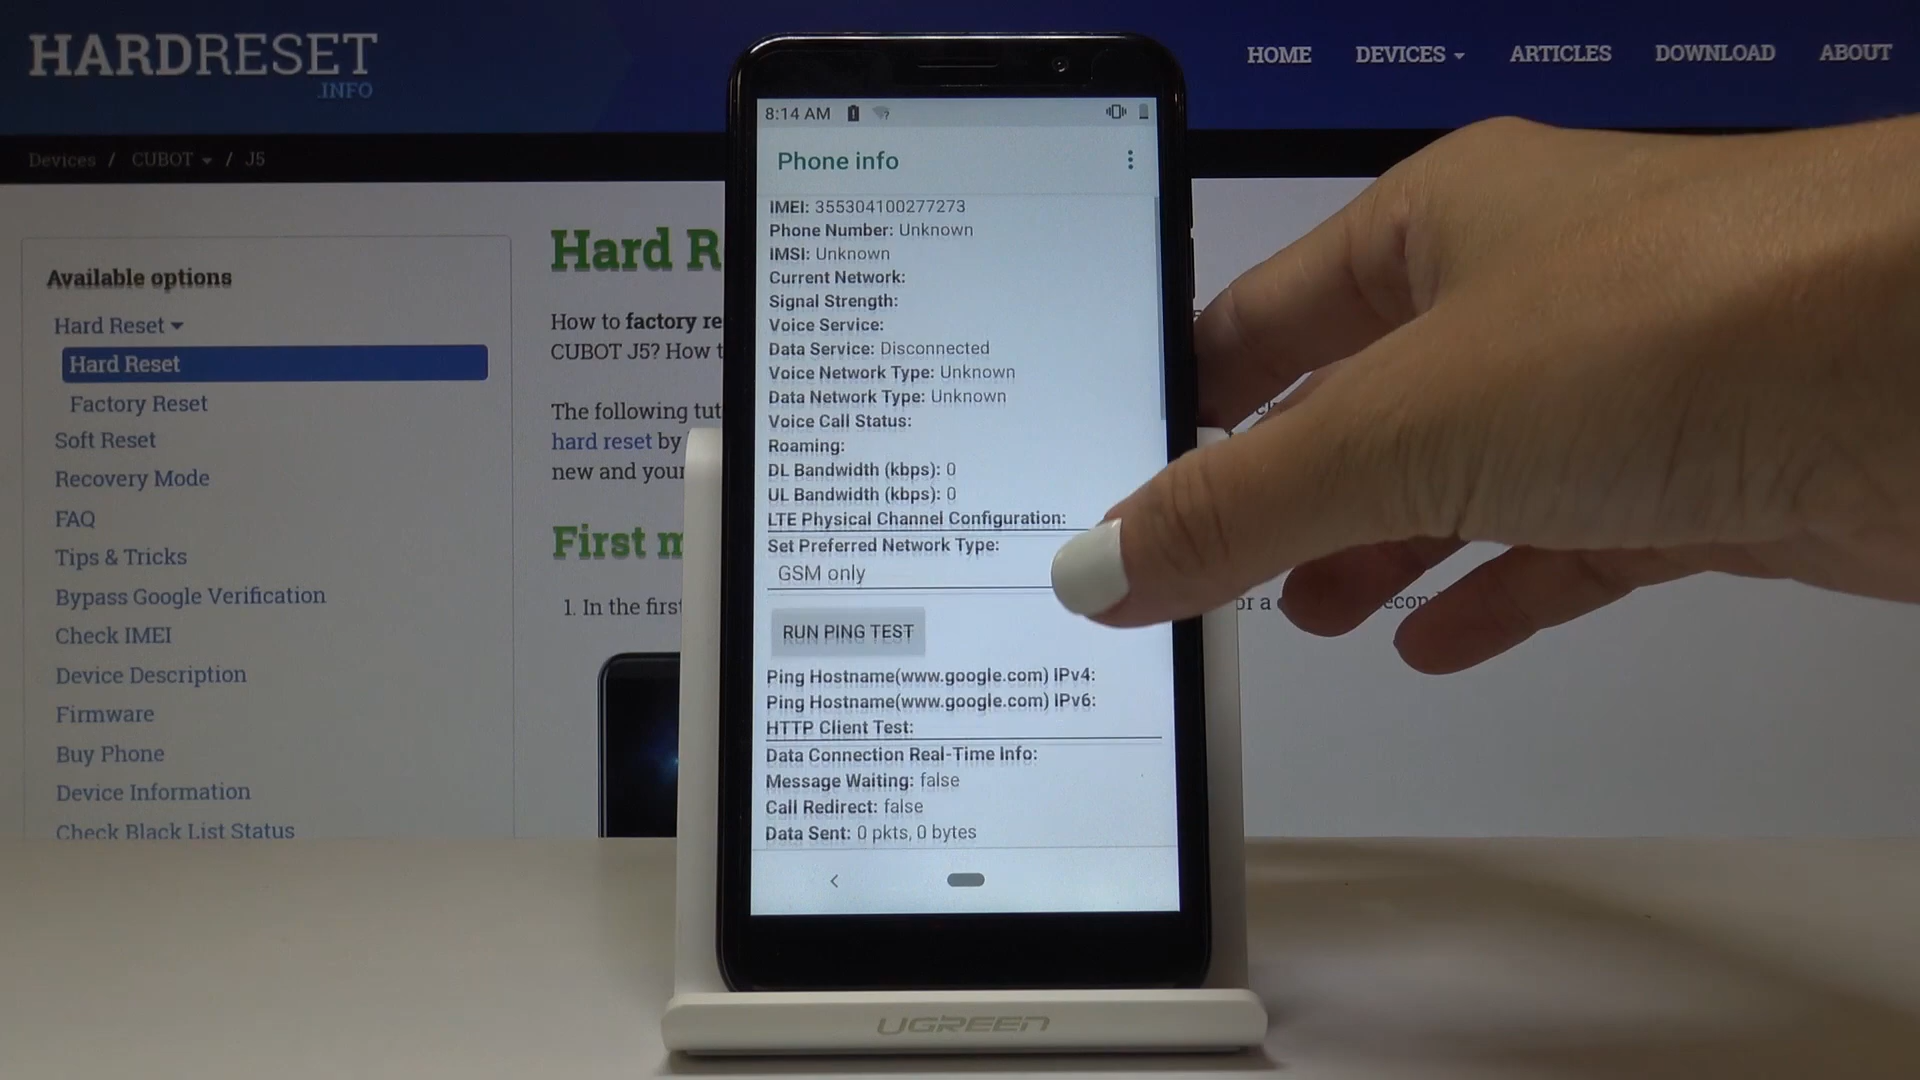 HARDRESET
.INFO
HOME
DEVICES
ARTICLES
DOWNLOAD
ABOUT
Devices / CUBOT / J5
Available options
Hard Reset
Hard Reset
Factory Reset
Soft Reset
Recovery Mode
FAQ
Tips & Tricks
Bypass Google Verification
Check IMEI
Device Description
Firmware
Buy Phone
Device Information
Check Black List Status
Hard R
How to factory re
CUBOT J5? How t
The following tut
hard reset by
new and your
First m
1. In the first
or a
8:14 AM
Phone info
IMEI: 355304100277273
Phone Number: Unknown
IMSI: Unknown
Current Network:
Signal Strength:
Voice Service:
Data Service: Disconnected
Voice Network Type: Unknown
Data Network Type: Unknown
Voice Call Status:
Roaming:
DL Bandwidth (kbps): 0
UL Bandwidth (kbps): 0
LTE Physical Channel Configuration:
Set Preferred Network Type:
GSM only
RUN PING TEST
Ping Hostname(www.google.com) IPv4:
Ping Hostname(www.google.com) IPv6:
HTTP Client Test:
Data Connection Real-Time Info:
Message Waiting: false
Call Redirect: false
Data Sent: 0 pkts, 0 bytes
UGREEN